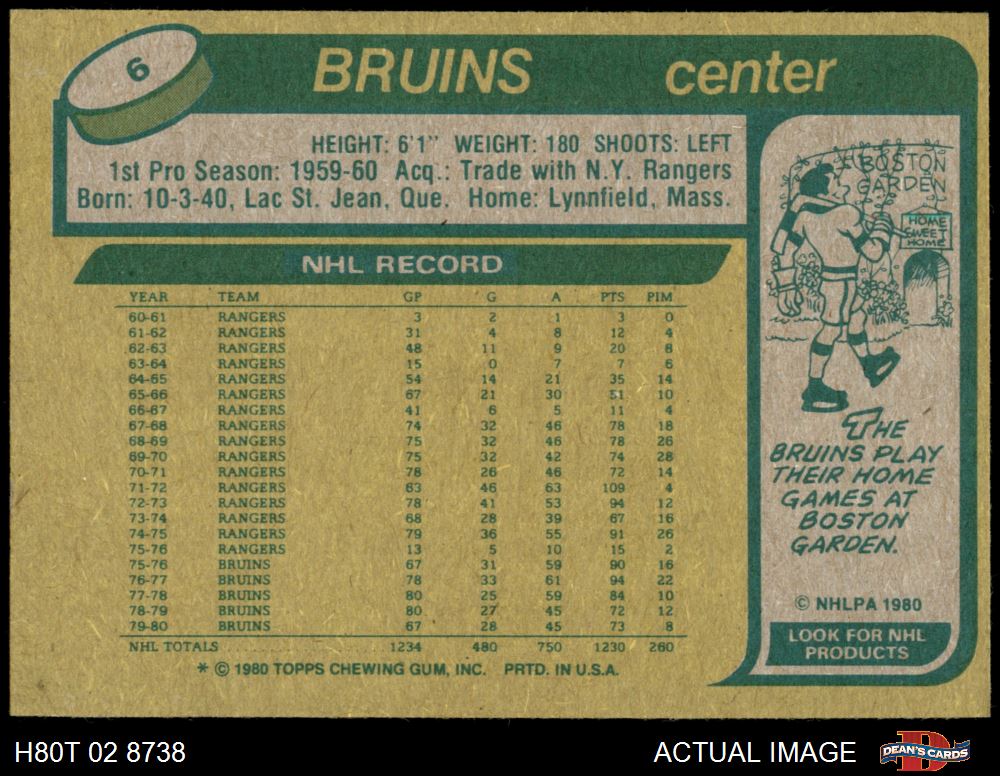 6
BRUINS center
HEIGHT: 6'1" WEIGHT: 180 SHOOTS: LEFT
1st Pro Season: 1959-60 Acq.: Trade with N.Y. Rangers
Born: 10-3-40, Lac St. Jean, Que. Home: Lynnfield, Mass.
NHL RECORD
YEAR TEAM GP G A PTS PIM
60-61 RANGERS 3 2 1 3 0
61-62 RANGERS 31 4 8 12 4
62-63 RANGERS 48 11 9 20 8
63-64 RANGERS 15 0 7 7 6
64-65 RANGERS 54 14 21 35 14
65-66 RANGERS 67 21 30 51 10
66-67 RANGERS 41 6 5 11 4
67-68 RANGERS 74 32 46 78 18
68-69 RANGERS 75 32 46 78 26
69-70 RANGERS 75 32 42 74 28
70-71 RANGERS 78 26 46 72 14
71-72 RANGERS 63 46 63 109 4
72-73 RANGERS 78 41 53 94 12
73-74 RANGERS 68 28 39 67 16
74-75 RANGERS 79 36 55 91 26
75-76 RANGERS 13 5 10 15 2
75-76 BRUINS 67 31 59 90 16
76-77 BRUINS 78 33 61 94 22
77-78 BRUINS 80 25 59 84 10
78-79 BRUINS 80 27 45 72 12
79-80 BRUINS 67 28 45 73 8
NHL TOTALS 1234 480 750 1230 260
* © 1980 TOPPS CHEWING GUM, INC. PRTD. IN U.S.A.
BOSTON
GARDEN
HOME
SWEET
HOME
THE
BRUINS PLAY
THEIR HOME
GAMES AT
BOSTON
GARDEN.
© NHLPA 1980
LOOK FOR NHL
PRODUCTS
H80T 02 8738 ACTUAL IMAGE
D
DEAN'S CARDS